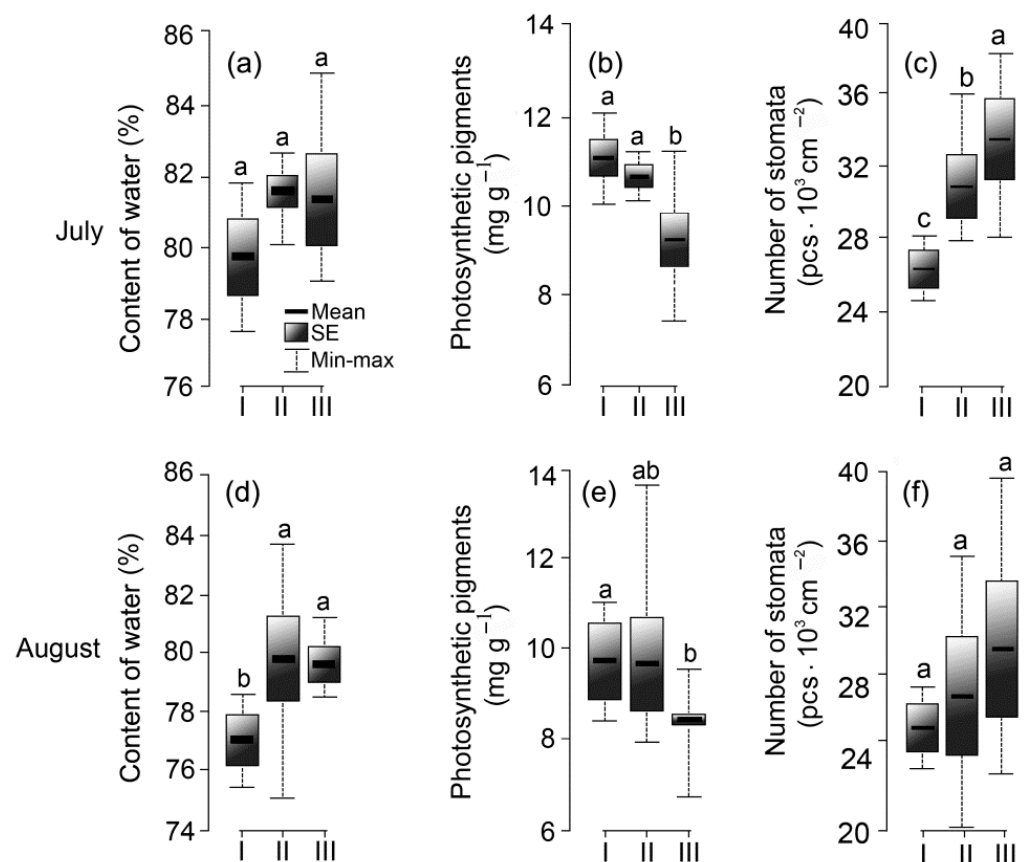 July
Content of water (%)
86
84
82
80
78
76
(a)
a
a
a
Mean
SE
Min-max
I II III
Photosynthetic pigments
(mg g⁻¹)
14
12
10
8
6
(b)
a
a
b
I II III
Number of stomata
(pcs · 10³ cm⁻²)
40
36
32
28
24
20
(c)
c
b
a
I II III
August
Content of water (%)
86
84
82
80
78
76
74
(d)
b
a
a
I II III
Photosynthetic pigments
(mg g⁻¹)
14
12
10
8
6
(e)
a
ab
b
I II III
Number of stomata
(pcs · 10³ cm⁻²)
40
36
32
28
24
20
(f)
a
a
a
I II III